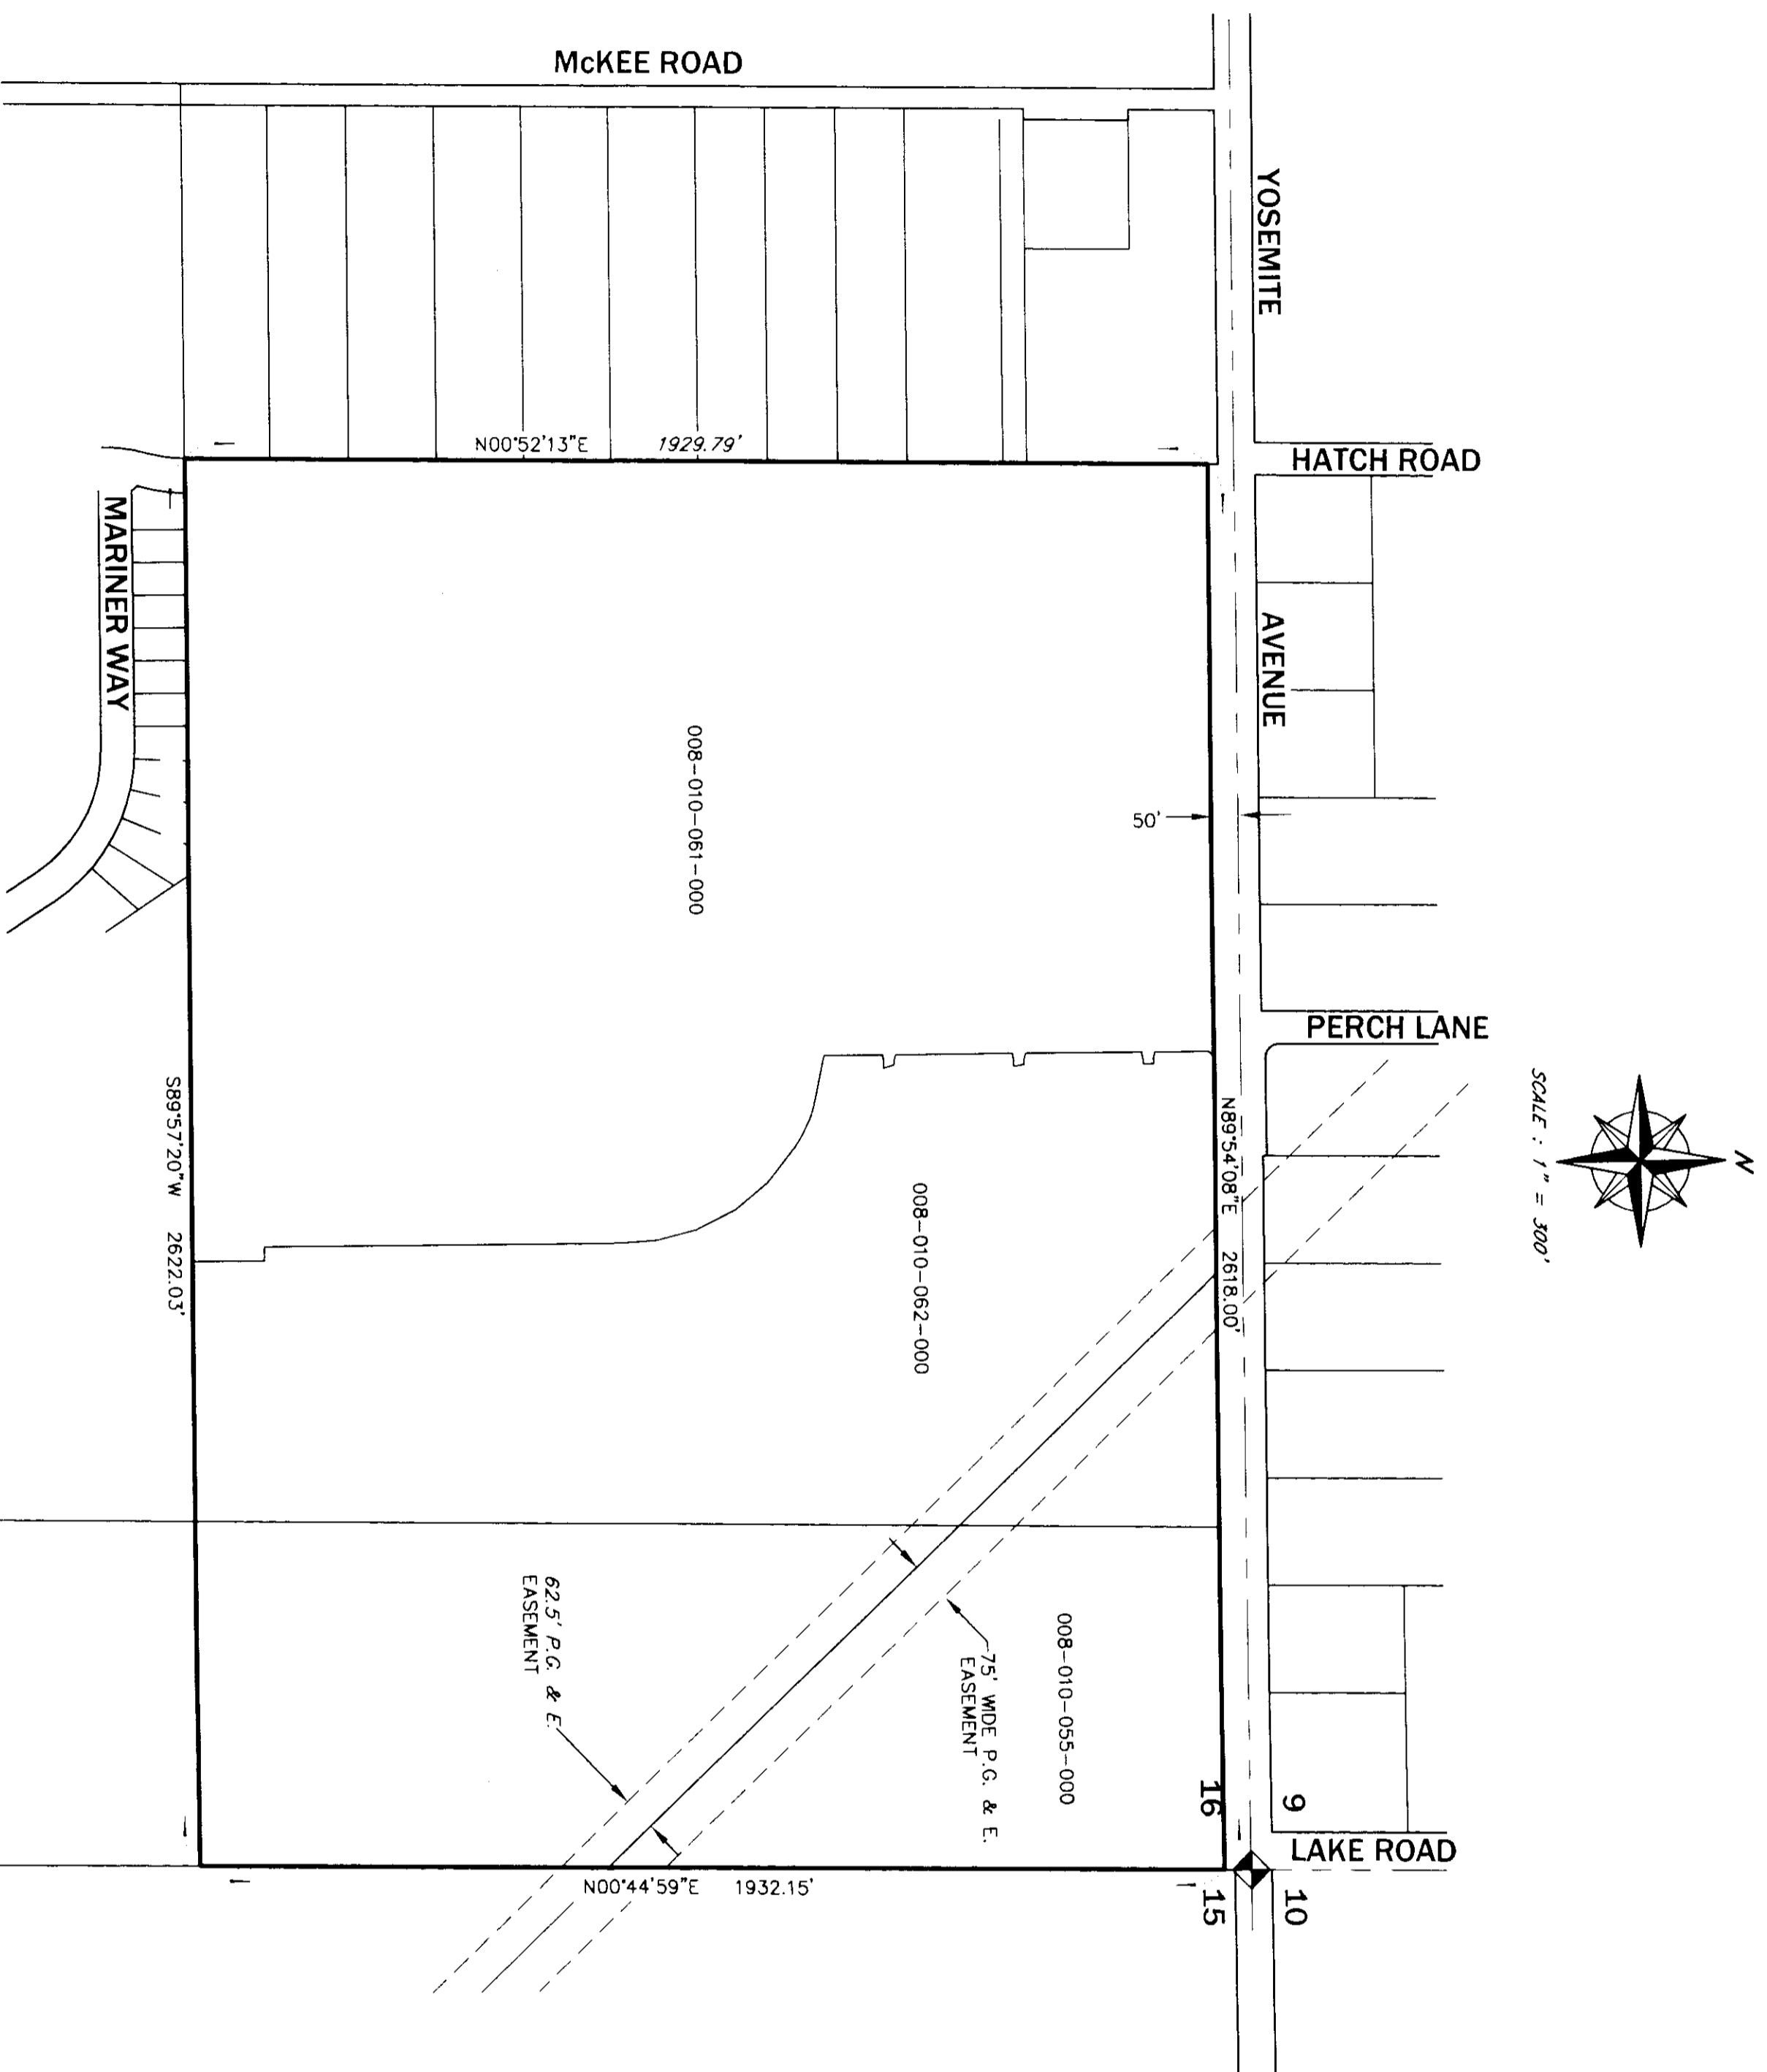 McKEE ROAD
YOSEMITE
AVENUE
HATCH ROAD
PERCH LANE
LAKE ROAD
MARINER WAY
N
SCALE : 1" = 300'
N00°52'13"E 1929.79'
N89°54'08"E 2618.00'
50'
008-010-061-000
008-010-062-000
008-010-055-000
S89°57'20"W 2622.03'
75' WIDE P.G. & E.
EASEMENT
62.5' P.G. & E.
EASEMENT
N00°44'59"E 1932.15'
16
9
15
10